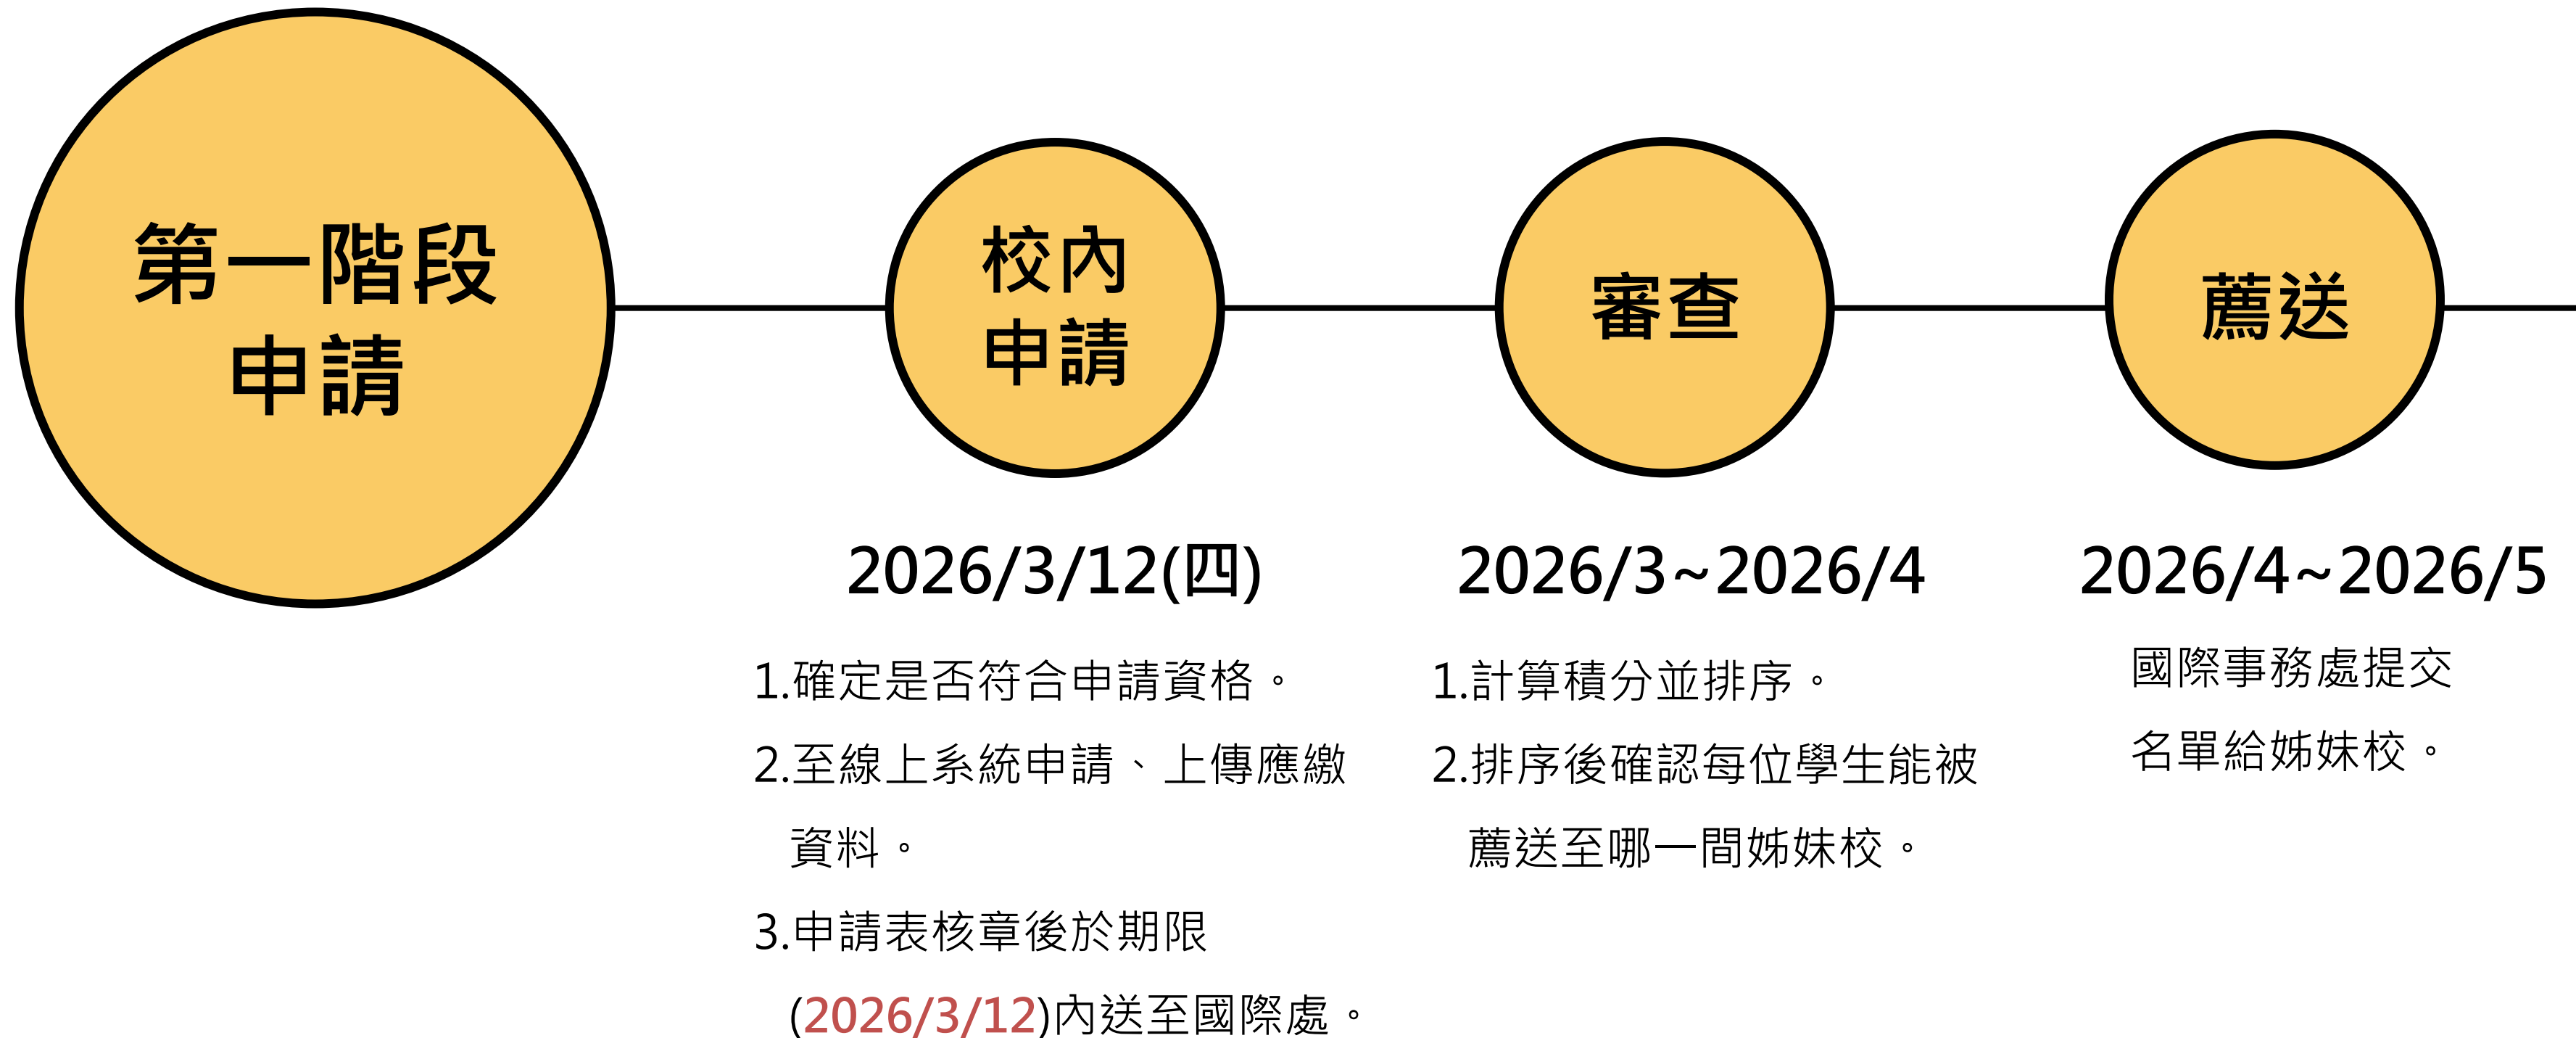 第一階段
申請
校內
申請
審查
薦送
2026/3/12(四)
1.確定是否符合申請資格。
2.至線上系統申請、上傳應繳
資料。
3.申請表核章後於期限
(2026/3/12)內送至國際處。
2026/3~2026/4
1.計算積分並排序。
2.排序後確認每位學生能被
薦送至哪一間姊妹校。
2026/4~2026/5
國際事務處提交
名單給姊妹校。